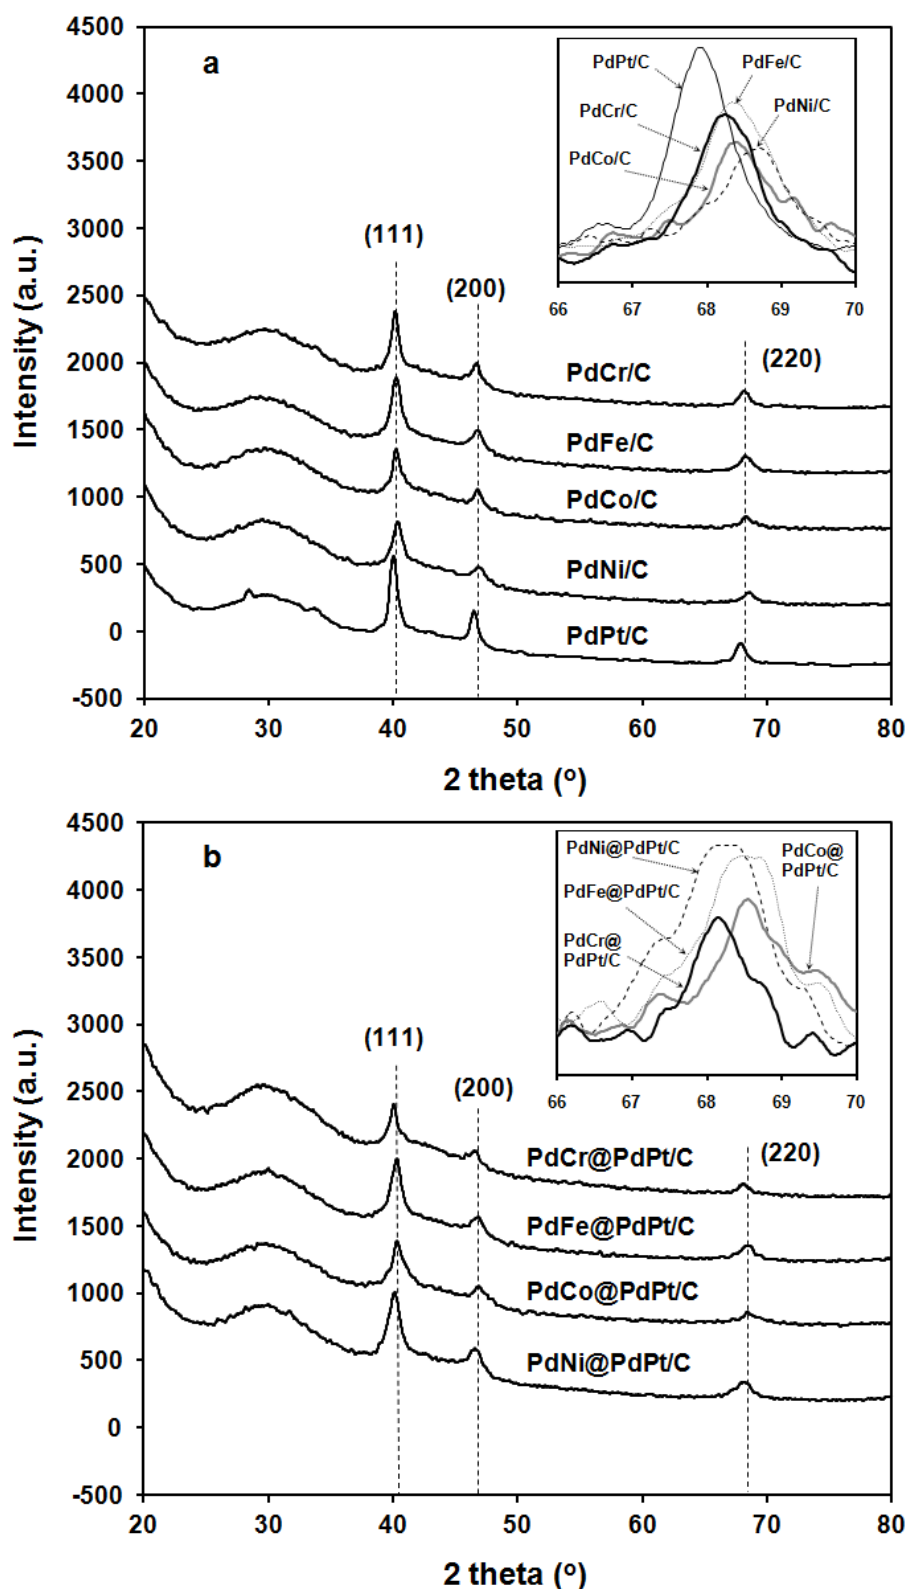 4500
4000
3500
3000
2500
2000
1500
1000
500
0
-500
Intensity (a.u.)
a
PdPt/C
PdFe/C
PdCr/C
PdNi/C
PdCo/C
66 67 68 69 70
(111)
(200)
(220)
PdCr/C
PdFe/C
PdCo/C
PdNi/C
PdPt/C
20 30 40 50 60 70 80
2 theta (o)
4500
4000
3500
3000
2500
2000
1500
1000
500
0
-500
Intensity (a.u.)
b
PdNi@PdPt/C
PdCo@
PdPt/C
PdFe@PdPt/C
PdCr@
PdPt/C
66 67 68 69 70
(111)
(200)
(220)
PdCr@PdPt/C
PdFe@PdPt/C
PdCo@PdPt/C
PdNi@PdPt/C
20 30 40 50 60 70 80
2 theta (o)